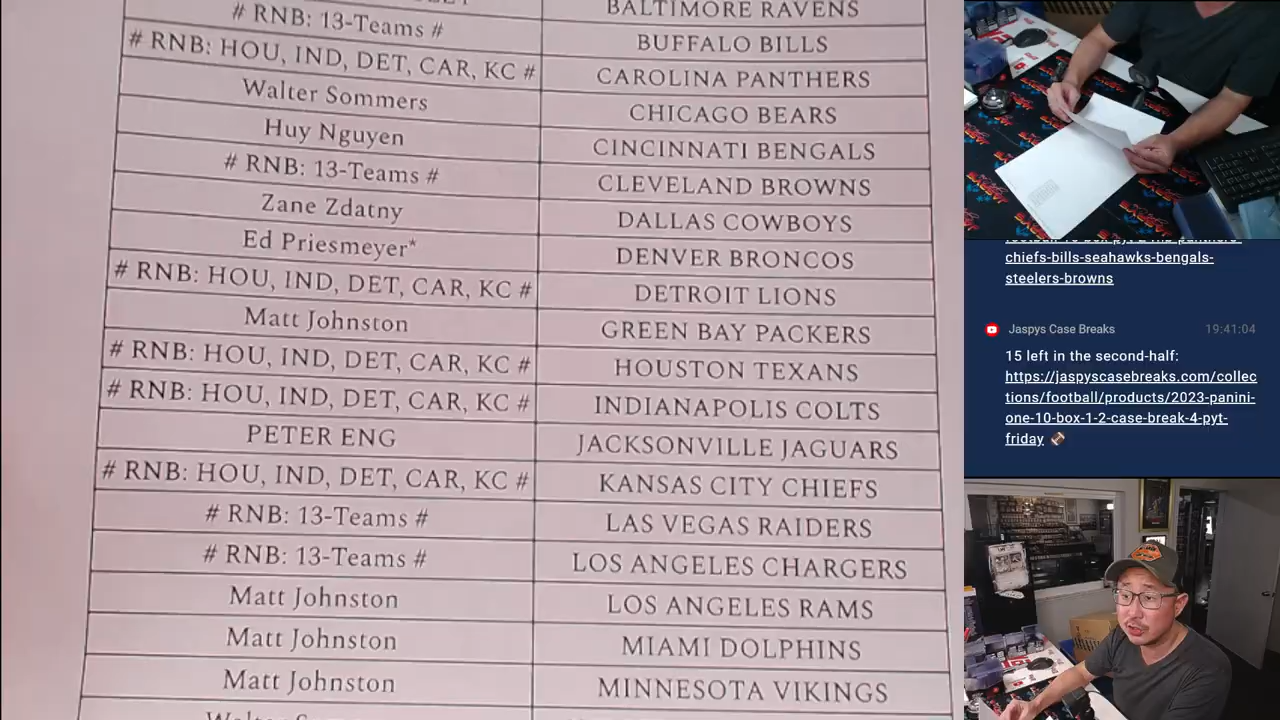 BALTIMORE RAVENS
# RNB: 13-Teams # BUFFALO BILLS
# RNB: HOU, IND, DET, CAR, KC # CAROLINA PANTHERS
Walter Sommers CHICAGO BEARS
Huy Nguyen CINCINNATI BENGALS
# RNB: 13-Teams # CLEVELAND BROWNS
Zane Zdatny DALLAS COWBOYS
Ed Priesmeyer* DENVER BRONCOS
# RNB: HOU, IND, DET, CAR, KC # DETROIT LIONS
Matt Johnston GREEN BAY PACKERS
# RNB: HOU, IND, DET, CAR, KC # HOUSTON TEXANS
# RNB: HOU, IND, DET, CAR, KC # INDIANAPOLIS COLTS
PETER ENG JACKSONVILLE JAGUARS
# RNB: HOU, IND, DET, CAR, KC # KANSAS CITY CHIEFS
# RNB: 13-Teams # LAS VEGAS RAIDERS
# RNB: 13-Teams # LOS ANGELES CHARGERS
Matt Johnston LOS ANGELES RAMS
Matt Johnston MIAMI DOLPHINS
Matt Johnston MINNESOTA VIKINGS
chiefs-bills-seahawks-bengals-
steelers-browns
Jaspys Case Breaks 19:41:04
15 left in the second-half:
https://jaspyscasebreaks.com/collec
tions/football/products/2023-panini-
one-10-box-1-2-case-break-4-pyt-
friday 🏈